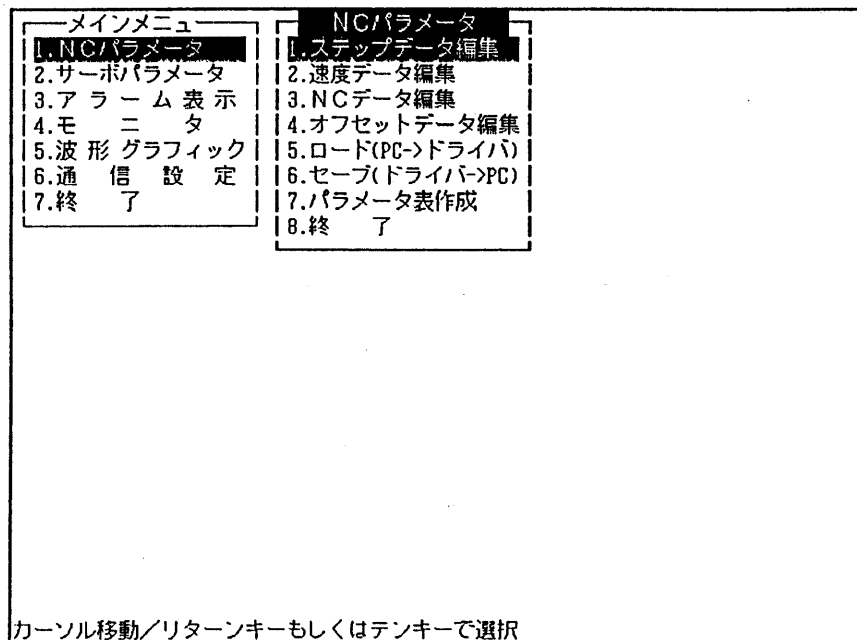 メインメニュー
1.NCパラメータ
2.サーボパラメータ
3.アラーム表示
4.モニタ
5.波形グラフィック
6.通信設定
7.終了
NCパラメータ
1.ステップデータ編集
2.速度データ編集
3.NCデータ編集
4.オフセットデータ編集
5.ロード(PC->ドライバ)
6.セーブ(ドライバ->PC)
7.パラメータ表作成
8.終了
カーソル移動／リターンキーもしくはテンキーで選択